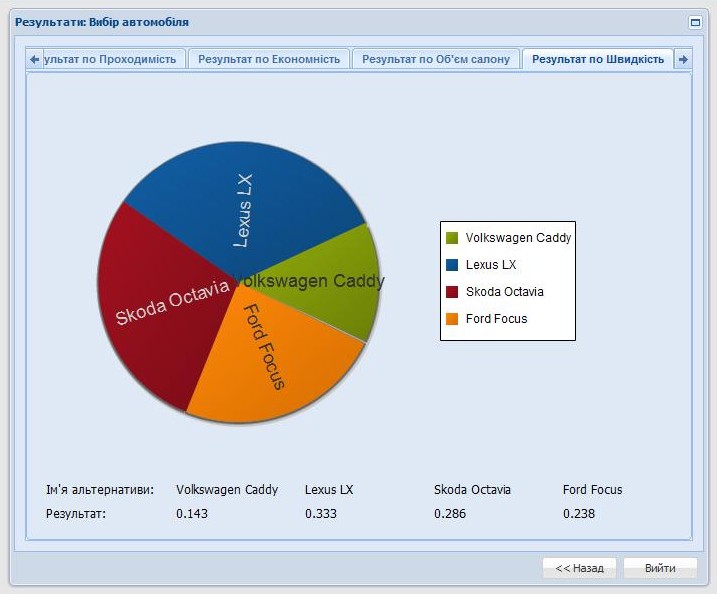 Результати: Вибір автомобіля
ультат по Проходимість
Результат по Економність
Результат по Об'єм салону
Результат по Швидкість
Lexus LX
Volkswagen Caddy
Skoda Octavia
Ford Focus
Volkswagen Caddy
Lexus LX
Skoda Octavia
Ford Focus
Ім'я альтернативи: Volkswagen Caddy Lexus LX Skoda Octavia Ford Focus
Результат: 0.143 0.333 0.286 0.238
<< Назад Вийти